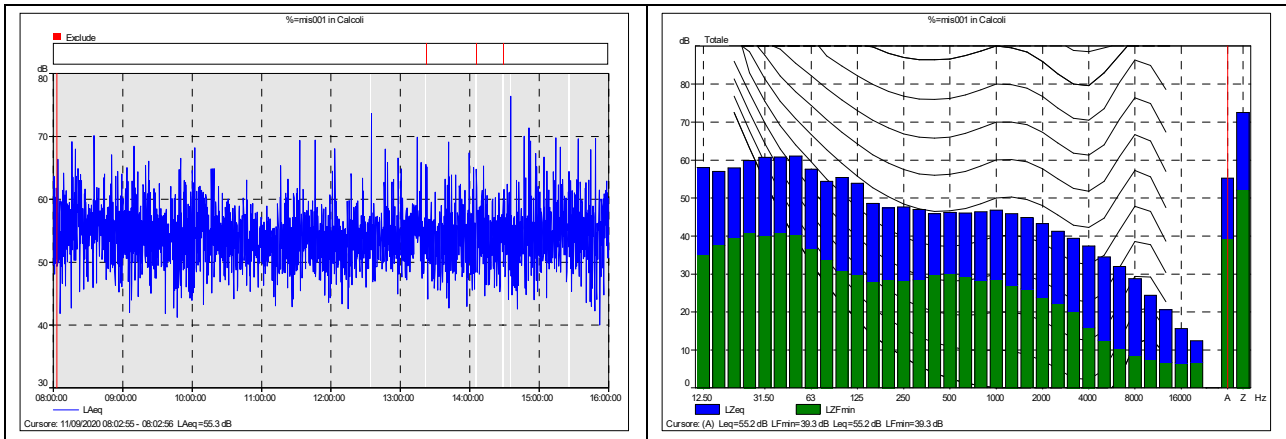 %=mis001 in Calcoli
Exclude
dB
80
70
60
50
40
30
08:00:00 09:00:00 10:00:00 11:00:00 12:00:00 13:00:00 14:00:00 15:00:00 16:00:00
LAeq
Cursore: 11/09/2020 08:02:55 - 08:02:56 LAeq=55.3 dB
%=mis001 in Calcoli
dB Totale
80
70
60
50
40
30
20
10
0
12.50 31.50 63 125 250 500 1000 2000 4000 8000 16000 A Z Hz
LZeq LZFmin
Cursore: (A) Leq=55.2 dB LFmin=39.3 dB Leq=55.2 dB LFmin=39.3 dB